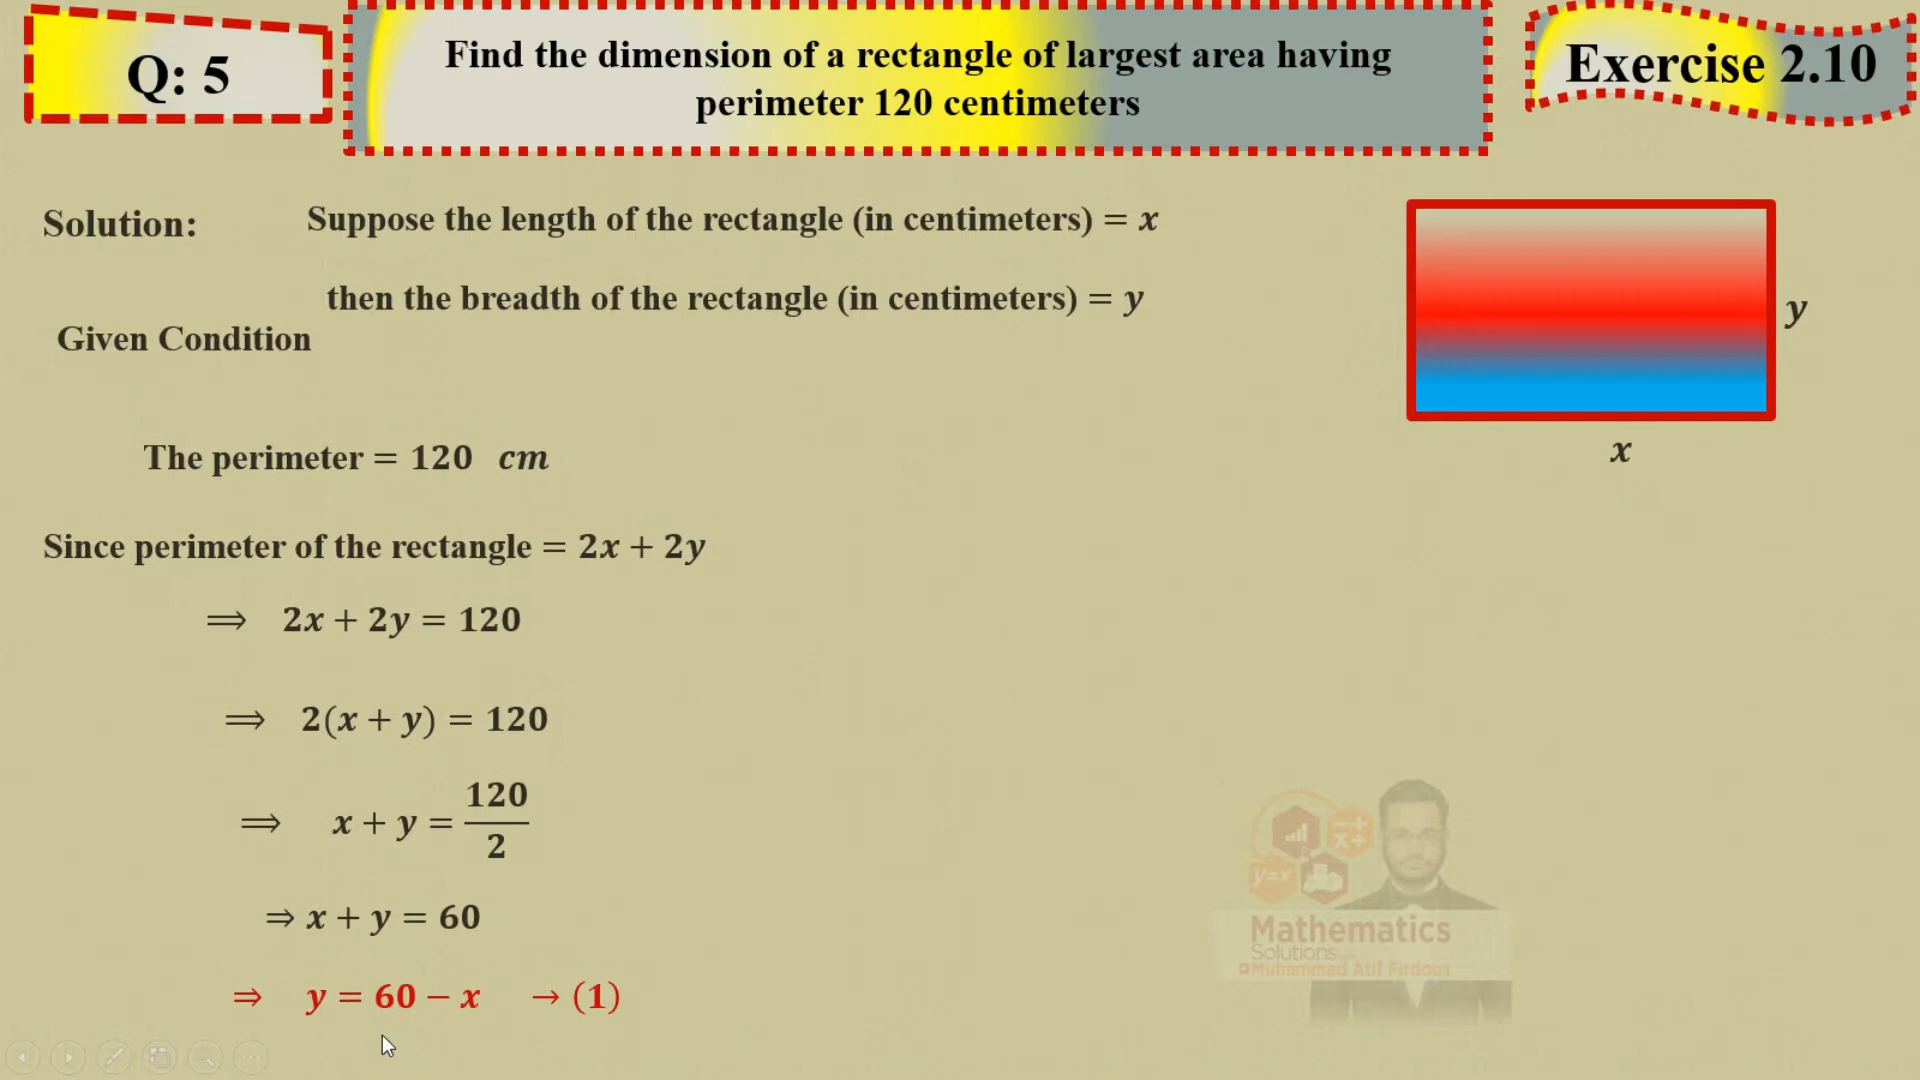 Q: 5
Find the dimension of a rectangle of largest area having
perimeter 120 centimeters
Exercise 2.10
Solution:
Suppose the length of the rectangle (in centimeters) = x
then the breadth of the rectangle (in centimeters) = y
Given Condition
y
x
The perimeter = 120 cm
Since perimeter of the rectangle = 2x + 2y
⟹ 2x + 2y = 120
⟹ 2(x + y) = 120
⟹ x + y = 120/2
⇒ x + y = 60
⇒ y = 60 − x → (1)
y=x
Mathematics
Solutions
Muhammad Atif Firdous